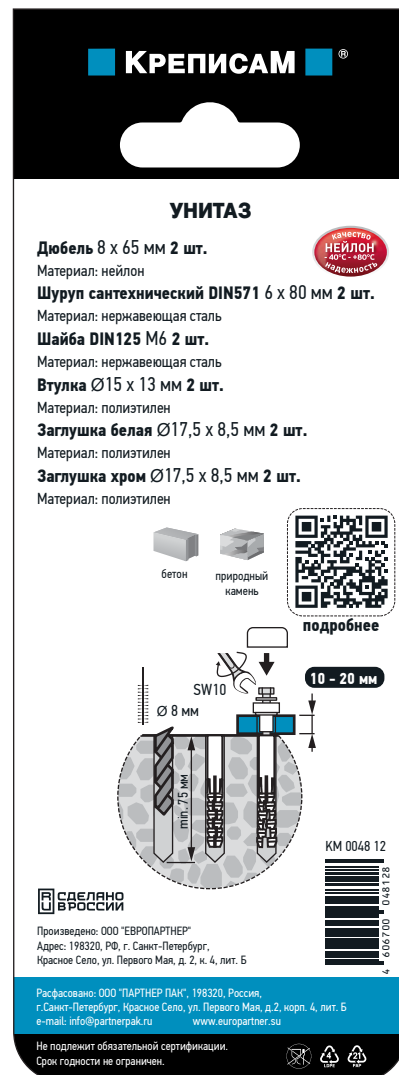 КРЕПИСАМ ®
УНИТАЗ
Дюбель 8 x 65 мм 2 шт.
Материал: нейлон
качество
НЕЙЛОН
- 40°C - +80°C
надежность
Шуруп сантехнический DIN571 6 x 80 мм 2 шт.
Материал: нержавеющая сталь
Шайба DIN125 M6 2 шт.
Материал: нержавеющая сталь
Втулка Ø15 x 13 мм 2 шт.
Материал: полиэтилен
Заглушка белая Ø17,5 x 8,5 мм 2 шт.
Материал: полиэтилен
Заглушка хром Ø17,5 x 8,5 мм 2 шт.
Материал: полиэтилен
бетон
природный
камень
подробнее
SW10
10 - 20 мм
Ø 8 мм
min. 75 мм
КМ 0048 12
4 606700 048128
RU СДЕЛАНО
В РОССИИ
Произведено: ООО "ЕВРОПАРТНЕР"
Адрес: 198320, РФ, г. Санкт-Петербург,
Красное Село, ул. Первого Мая, д. 2, к. 4, лит. Б
Расфасовано: ООО "ПАРТНЕР ПАК", 198320, Россия,
г.Санкт-Петербург, Красное Село, ул. Первого Мая, д.2, корп. 4, лит. Б
e-mail: info@partnerpak.ru www.europartner.su
Не подлежит обязательной сертификации.
Срок годности не ограничен.
4
LDPE
21
PAP